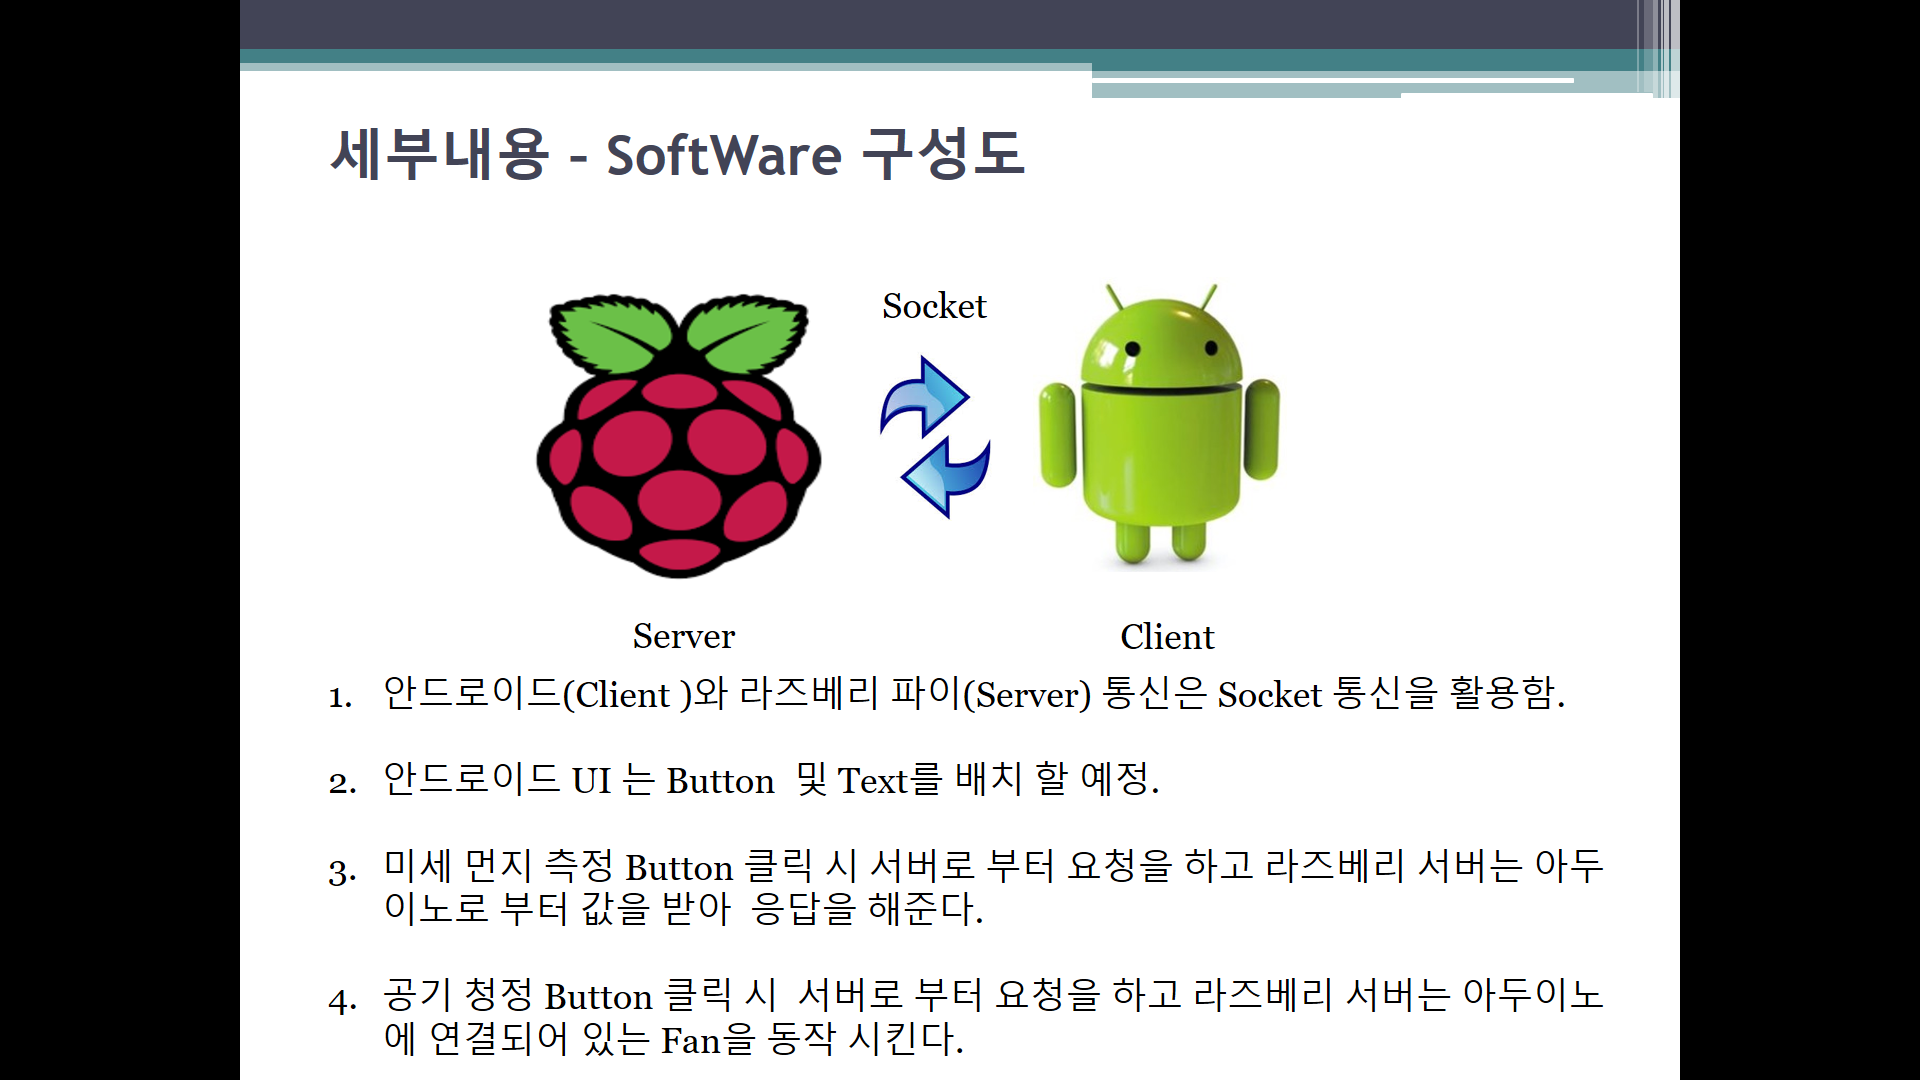 세부내용 - SoftWare 구성도
Socket
Server
Client
1. 안드로이드(Client )와 라즈베리 파이(Server) 통신은 Socket 통신을 활용함.
2. 안드로이드 UI 는 Button  및 Text를 배치 할 예정.
3. 미세 먼지 측정 Button 클릭 시 서버로 부터 요청을 하고 라즈베리 서버는 아두
이노로 부터 값을 받아  응답을 해준다.
4. 공기 청정 Button 클릭 시  서버로 부터 요청을 하고 라즈베리 서버는 아두이노
에 연결되어 있는 Fan을 동작 시킨다.